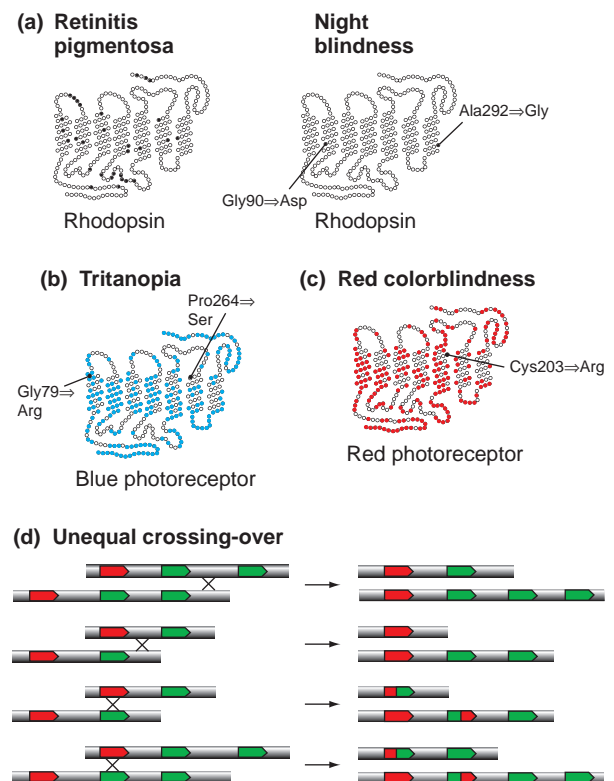 (a) Retinitis
pigmentosa
Night
blindness
Ala292⇒Gly
Gly90⇒Asp
Rhodopsin
Rhodopsin
(b) Tritanopia
(c) Red colorblindness
Pro264⇒
Ser
Cys203⇒Arg
Gly79⇒
Arg
Blue photoreceptor
Red photoreceptor
(d) Unequal crossing-over